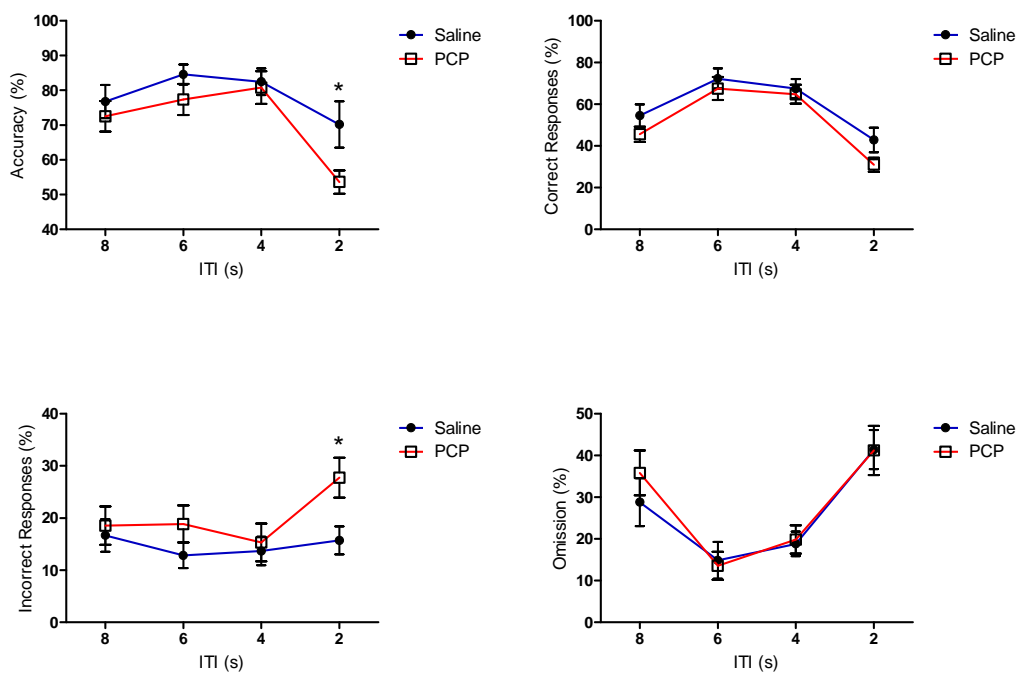 Accuracy (%)
100
90
80
70
60
50
40
*
8 6 4 2
ITI (s)
Saline
PCP
Correct Responses (%)
100
80
60
40
20
0
8 6 4 2
ITI (s)
Saline
PCP
Incorrect Responses (%)
40
30
20
10
0
*
8 6 4 2
ITI (s)
Saline
PCP
Omission (%)
50
40
30
20
10
0
8 6 4 2
ITI (s)
Saline
PCP